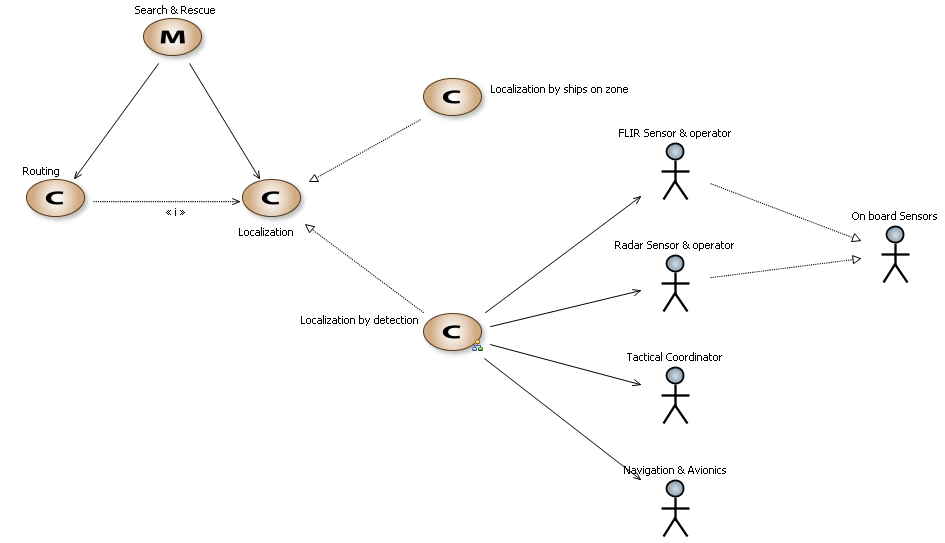 Search & Rescue
M
C
Localization by ships on zone
FLIR Sensor & operator
Routing
C
« i »
C
Localization
On board Sensors
Radar Sensor & operator
Localization by detection
C
Tactical Coordinator
Navigation & Avionics